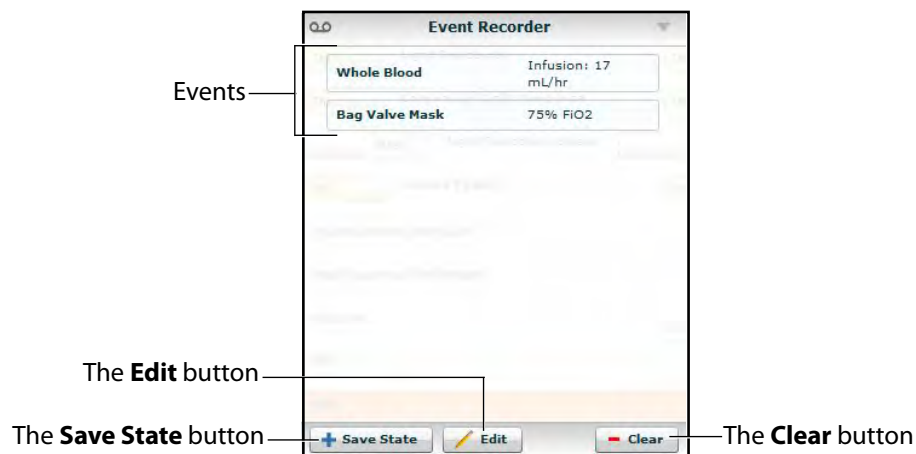 Event Recorder
Events
Whole Blood Infusion: 17
mL/hr
Bag Valve Mask 75% FiO2
The Edit button
The Save State button
Save State
Edit
Clear
The Clear button